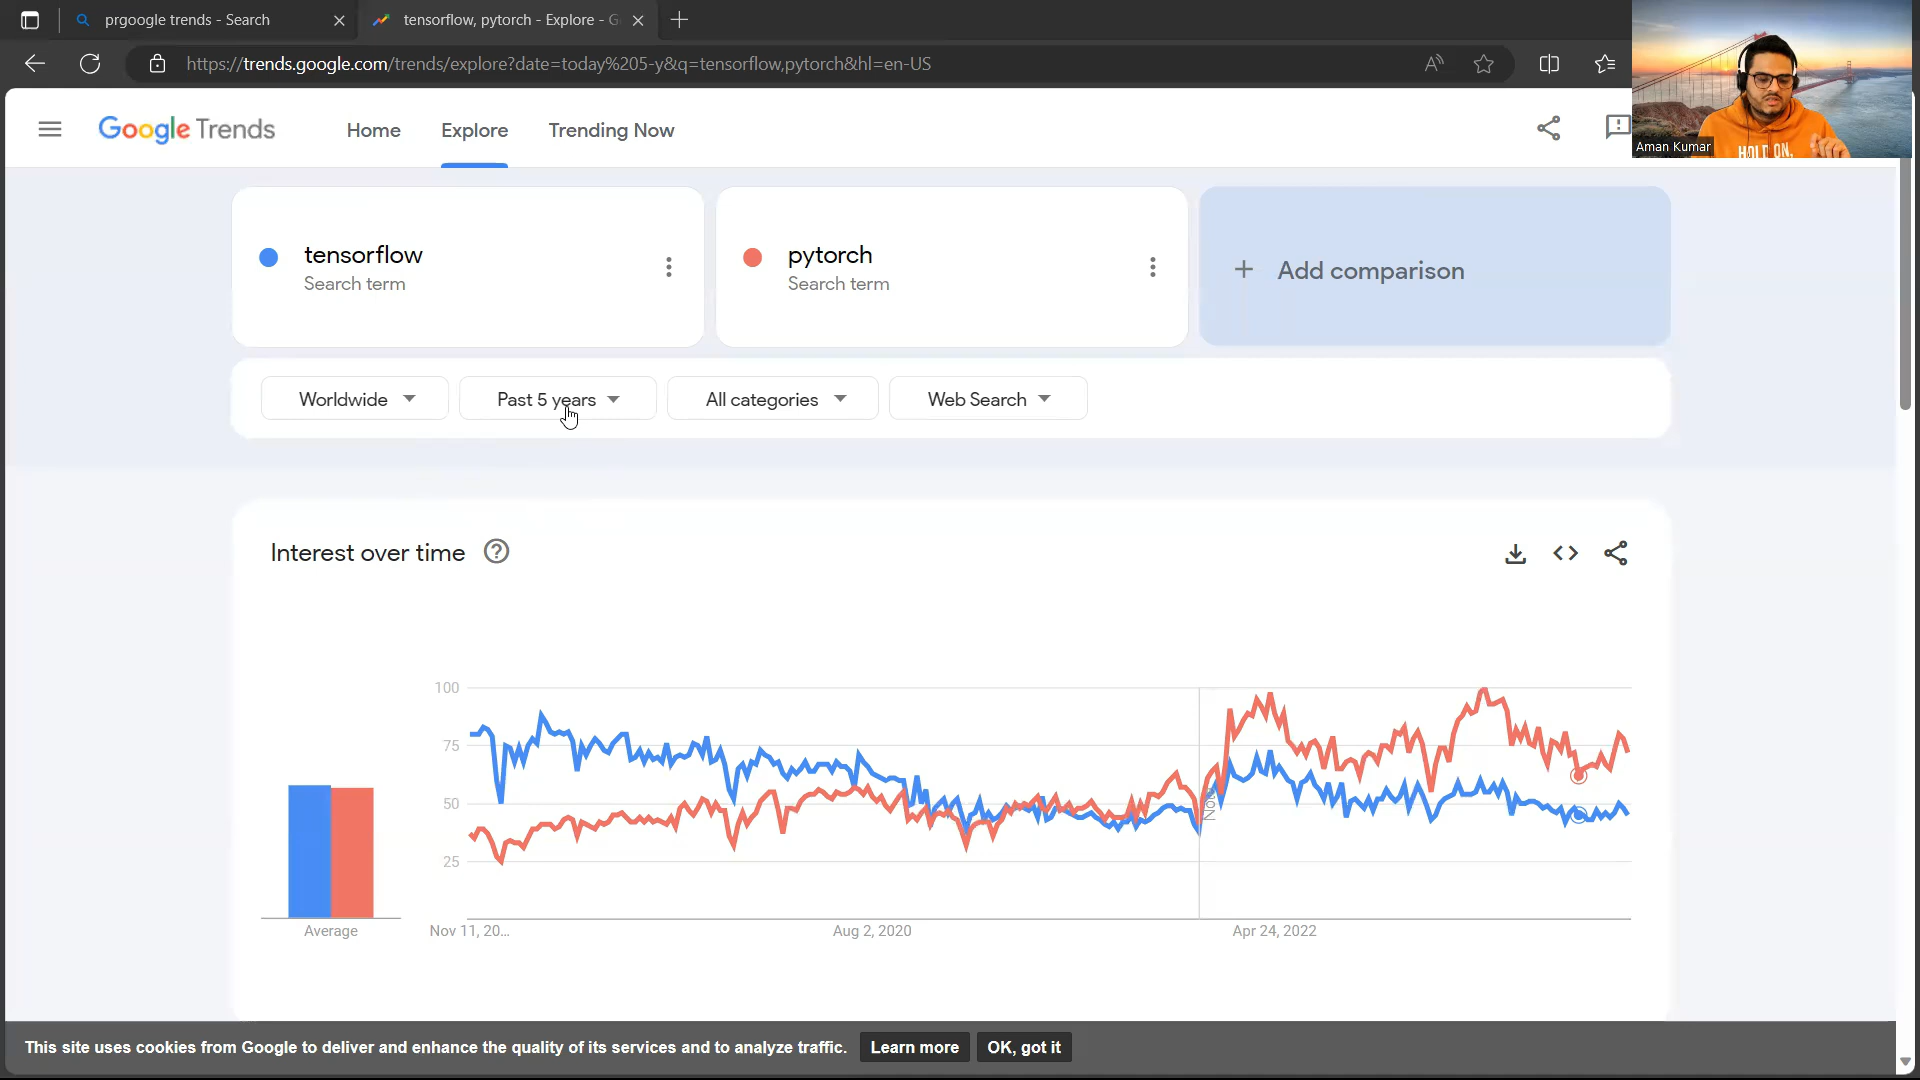 prgoogle trends - Search
tensorflow, pytorch - Explore - G
https://trends.google.com/trends/explore?date=today%205-y&q=tensorflow,pytorch&hl=en-US
Google Trends
Home
Explore
Trending Now
Aman Kumar
HOLD ON,
tensorflow
Search term
pytorch
Search term
+ Add comparison
Worldwide
Past 5 years
All categories
Web Search
Interest over time
100
75
50
25
Note
Average
Nov 11, 20...
Aug 2, 2020
Apr 24, 2022
This site uses cookies from Google to deliver and enhance the quality of its services and to analyze traffic.
Learn more
OK, got it